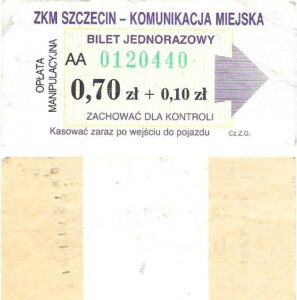 ZKM SZCZECIN – KOMUNIKACJA MIEJSKA
OPŁATA
MANIPULACYJNA
BILET JEDNORAZOWY
AA 0120440
0,70 zł + 0,10 zł
ZACHOWAĆ DLA KONTROLI
Kasować zaraz po wejściu do pojazdu
Cz.Z.G.